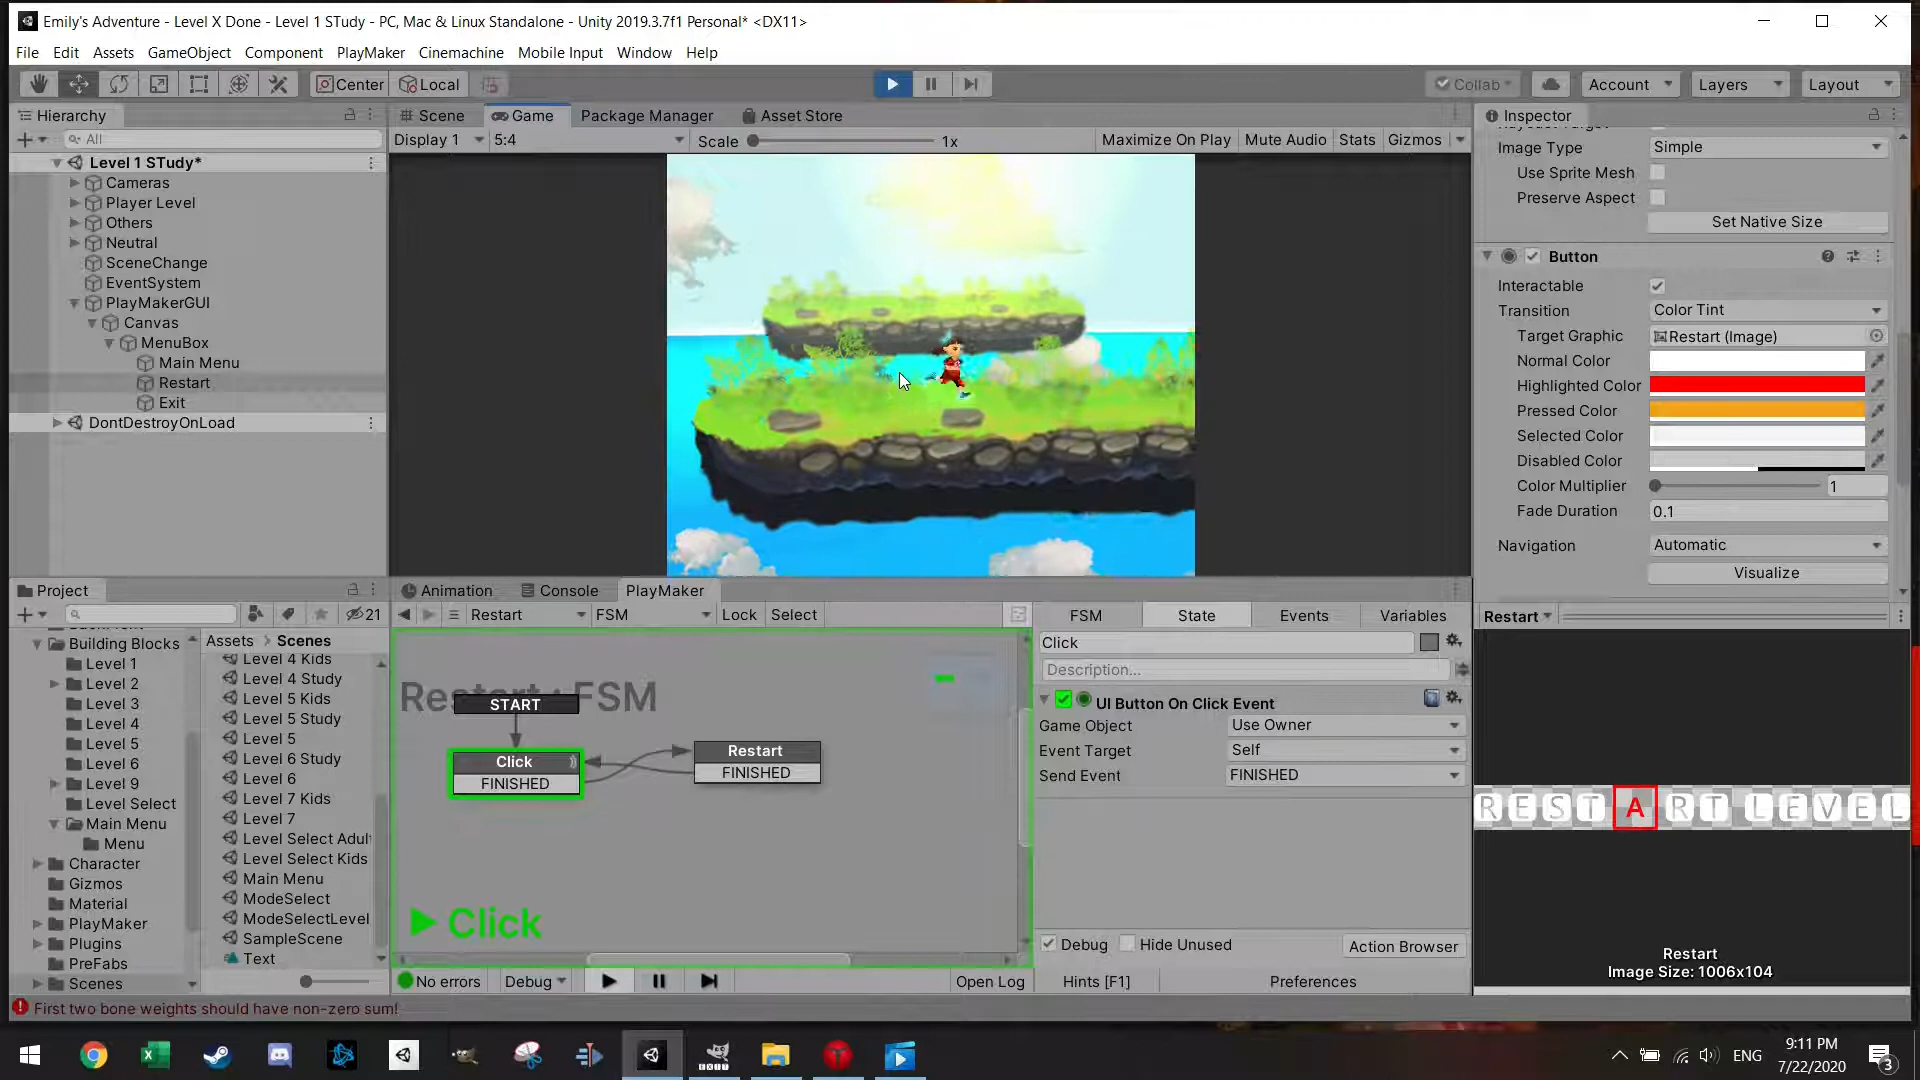 Emily's Adventure - Level X Done - Level 1 STudy - PC, Mac & Linux Standalone - Unity 2019.3.7f1 Personal* <DX11>
File Edit Assets GameObject Component PlayMaker Cinemachine Mobile Input Window Help
Center Local Collab Account Layers Layout
Hierarchy
All
Level 1 STudy*
Cameras
Player Level
Others
Neutral
SceneChange
EventSystem
PlayMakerGUI
Canvas
MenuBox
Main Menu
Restart
Exit
DontDestroyOnLoad
Scene Game Package Manager Asset Store
Display 1 5:4 Scale 1x Maximize On Play Mute Audio Stats Gizmos
Inspector
Image Type Simple
Use Sprite Mesh
Preserve Aspect
Set Native Size
Button
Interactable
Transition Color Tint
Target Graphic Restart (Image)
Normal Color
Highlighted Color
Pressed Color
Selected Color
Disabled Color
Color Multiplier 1
Fade Duration 0.1
Navigation Automatic
Visualize
Project
21
Building Blocks
Level 1
Level 2
Level 3
Level 4
Level 5
Level 6
Level 9
Level Select
Main Menu
Menu
Character
Gizmos
Material
PlayMaker
Plugins
PreFabs
Scenes
Assets > Scenes
Level 4 Kids
Level 4 Study
Level 5 Kids
Level 5 Study
Level 5
Level 6 Study
Level 6
Level 7 Kids
Level 7
Level Select Adul
Level Select Kids
Main Menu
ModeSelect
ModeSelectLevel
SampleScene
Text
Animation Console PlayMaker
Restart FSM Lock Select
Restart : FSM
START
Click
FINISHED
Restart
FINISHED
Click
No errors Debug Open Log
FSM State Events Variables
Click
Description...
UI Button On Click Event
Game Object Use Owner
Event Target Self
Send Event FINISHED
Debug Hide Unused Action Browser
Hints [F1] Preferences
Restart
RESTART LEVEL
Restart
Image Size: 1006x104
First two bone weights should have non-zero sum!
ENG
9:11 PM
7/22/2020
3